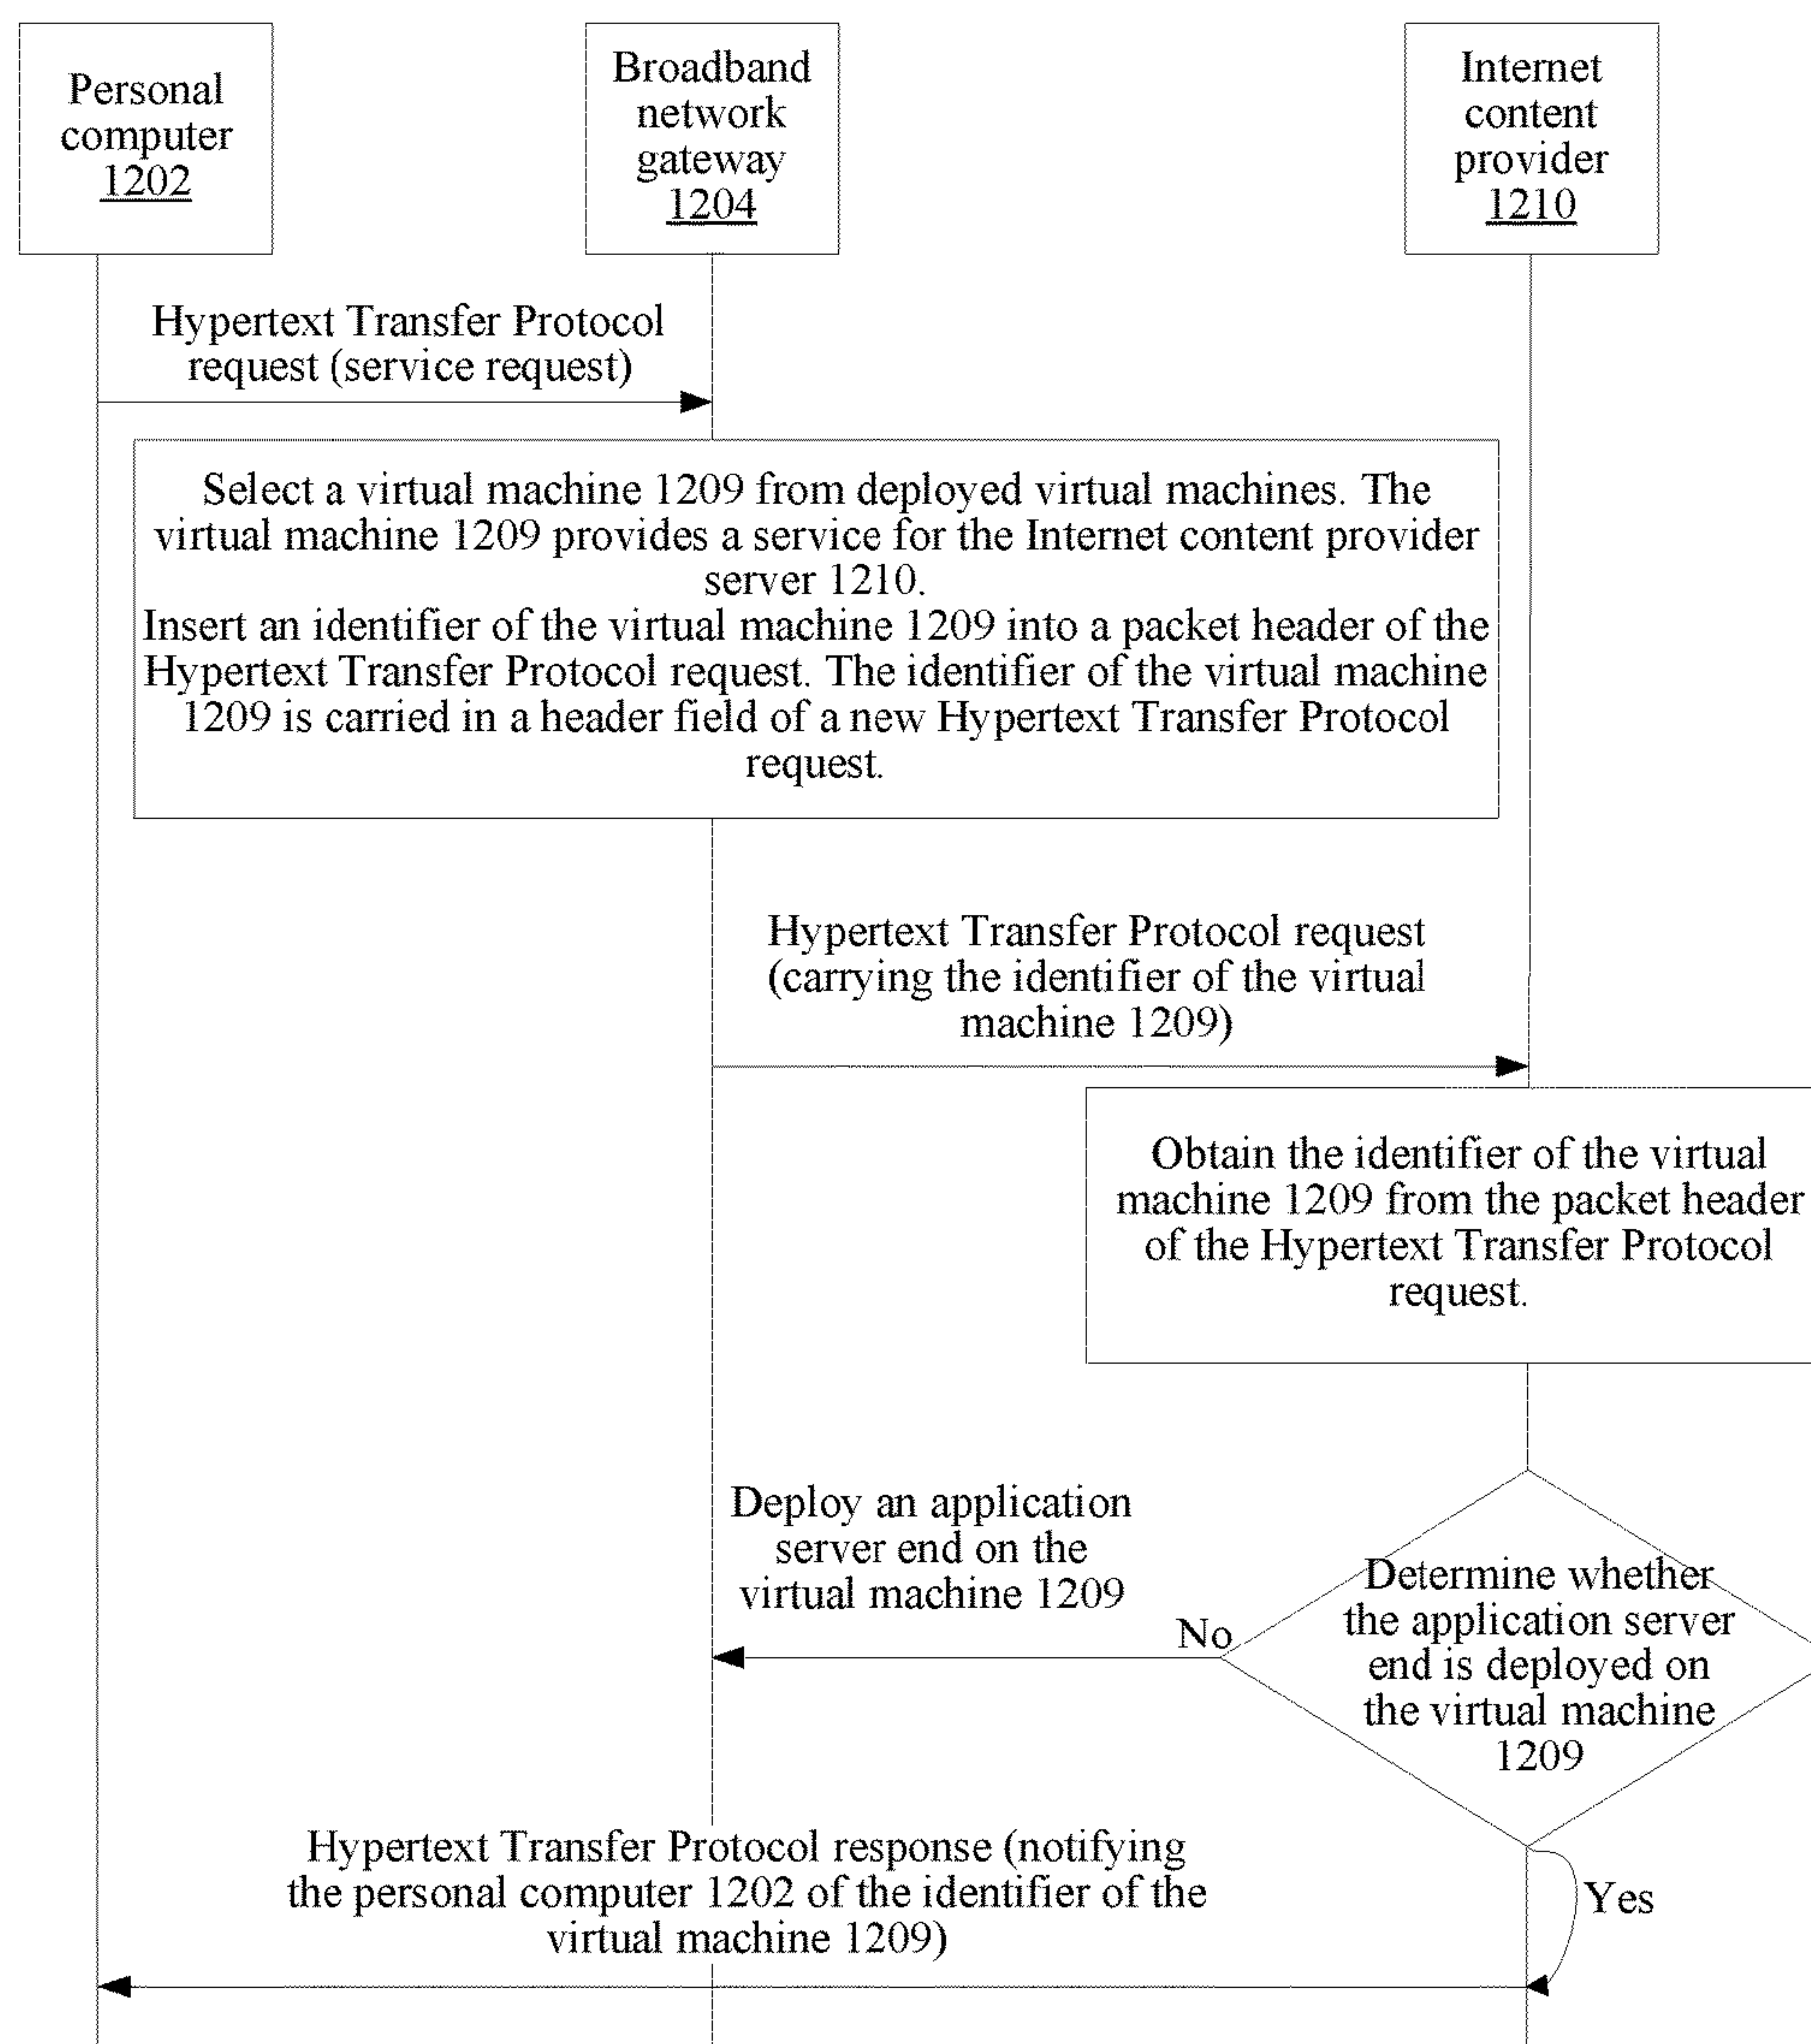 Personal
computer
1202
Broadband
network
gateway
1204
Internet
content
provider
1210
Hypertext Transfer Protocol
request (service request)
Select a virtual machine 1209 from deployed virtual machines. The
virtual machine 1209 provides a service for the Internet content provider
server 1210.
Insert an identifier of the virtual machine 1209 into a packet header of the
Hypertext Transfer Protocol request. The identifier of the virtual machine
1209 is carried in a header field of a new Hypertext Transfer Protocol
request.
Hypertext Transfer Protocol request
(carrying the identifier of the virtual
machine 1209)
Obtain the identifier of the virtual
machine 1209 from the packet header
of the Hypertext Transfer Protocol
request.
Deploy an application
server end on the
virtual machine 1209
No
Determine whether
the application server
end is deployed on
the virtual machine
1209
Hypertext Transfer Protocol response (notifying
the personal computer 1202 of the identifier of the
virtual machine 1209)
Yes